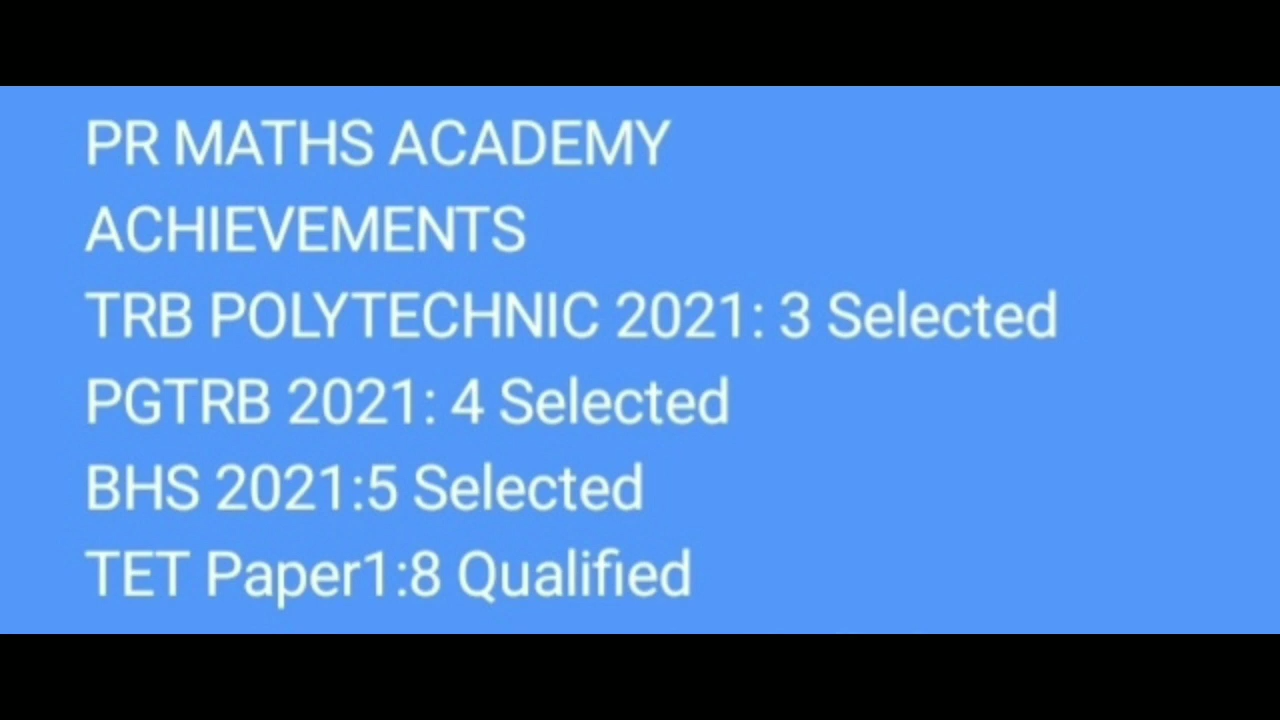 PR MATHS ACADEMY
ACHIEVEMENTS
TRB POLYTECHNIC 2021: 3 Selected
PGTRB 2021: 4 Selected
BHS 2021:5 Selected
TET Paper1:8 Qualified